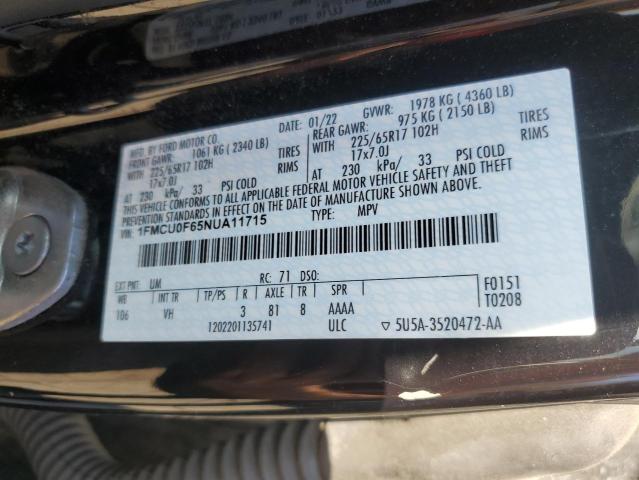 MFD. BY FORD MOTOR CO.
DATE: 01/22 GVWR: 1978 KG ( 4360 LB)
FRONT GAWR: 1061 KG ( 2340 LB) REAR GAWR: 975 KG ( 2150 LB)
WITH 225/65R17 102H TIRES WITH 225/65R17 102H TIRES
17x7.0J RIMS 17x7.0J RIMS
AT 230 kPa/ 33 PSI COLD AT 230 kPa/ 33 PSI COLD
THIS VEHICLE CONFORMS TO ALL APPLICABLE FEDERAL MOTOR VEHICLE SAFETY AND THEFT
PREVENTION STANDARDS IN EFFECT ON THE DATE OF MANUFACTURE SHOWN ABOVE.
VIN: 1FMCU0F65NUA11715 TYPE: MPV
EXT PNT: UM RC: 71 DSO: F0151
WB INT TR TP/PS R AXLE TR SPR T0208
106 VH 3 81 8 AAAA
1202201135741 ULC ▽ 5U5A-3520472-AA